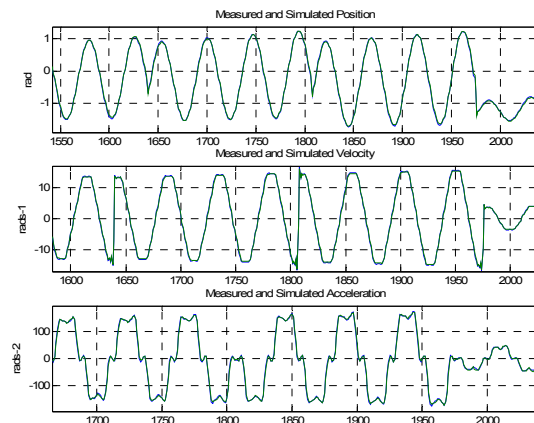 Measured and Simulated Position
1
0
-1
rad
1550 1600 1650 1700 1750 1800 1850 1900 1950 2000
Measured and Simulated Velocity
10
0
-10
rads-1
1600 1650 1700 1750 1800 1850 1900 1950 2000
Measured and Simulated Acceleration
100
0
-100
rads-2
1700 1750 1800 1850 1900 1950 2000